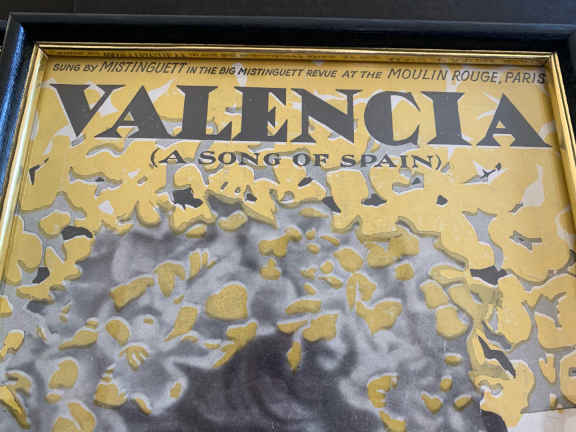 SUNG BY MISTINGUETT IN THE BIG MISTINGUETT REVUE AT THE MOULIN ROUGE, PARIS
VALENCIA
(A SONG OF SPAIN)